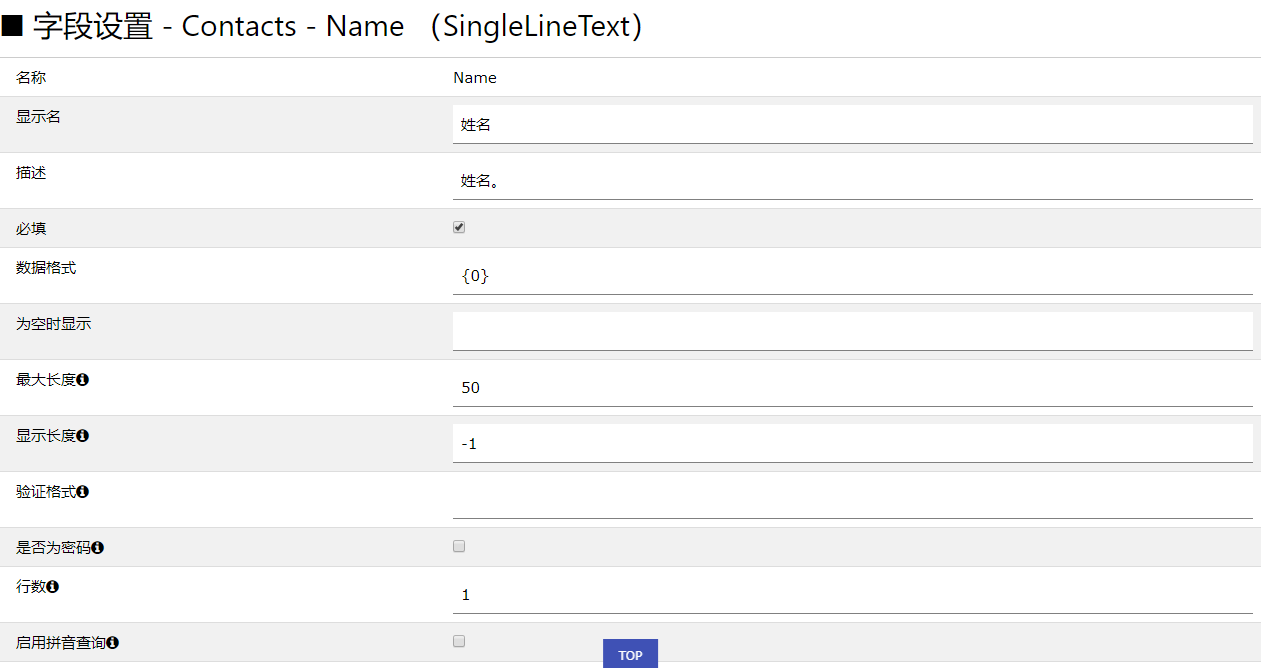 ■ 字段设置 - Contacts - Name （SingleLineText）
名称 Name
显示名 姓名
描述 姓名。
必填
数据格式 {0}
为空时显示
最大长度 50
显示长度 -1
验证格式
是否为密码
行数 1
启用拼音查询
TOP